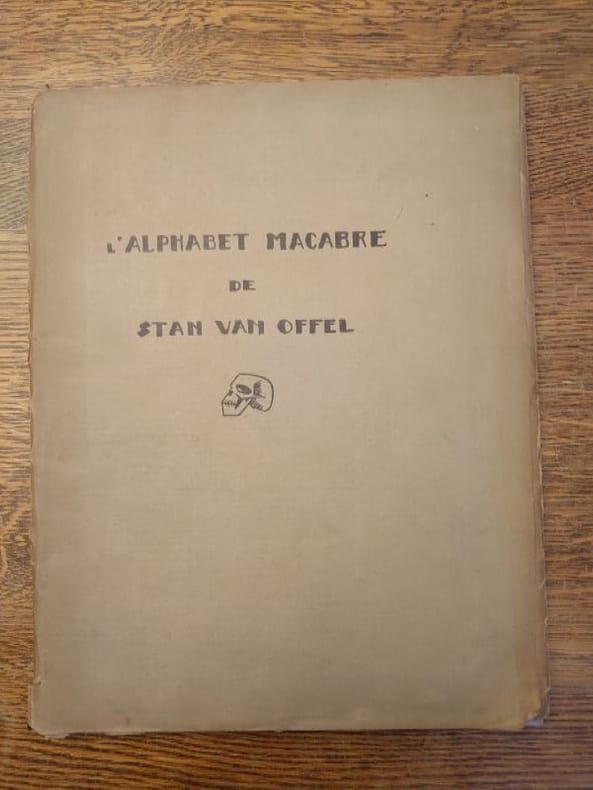 L'ALPHABET MACABRE
DE
STAN VAN OFFEL